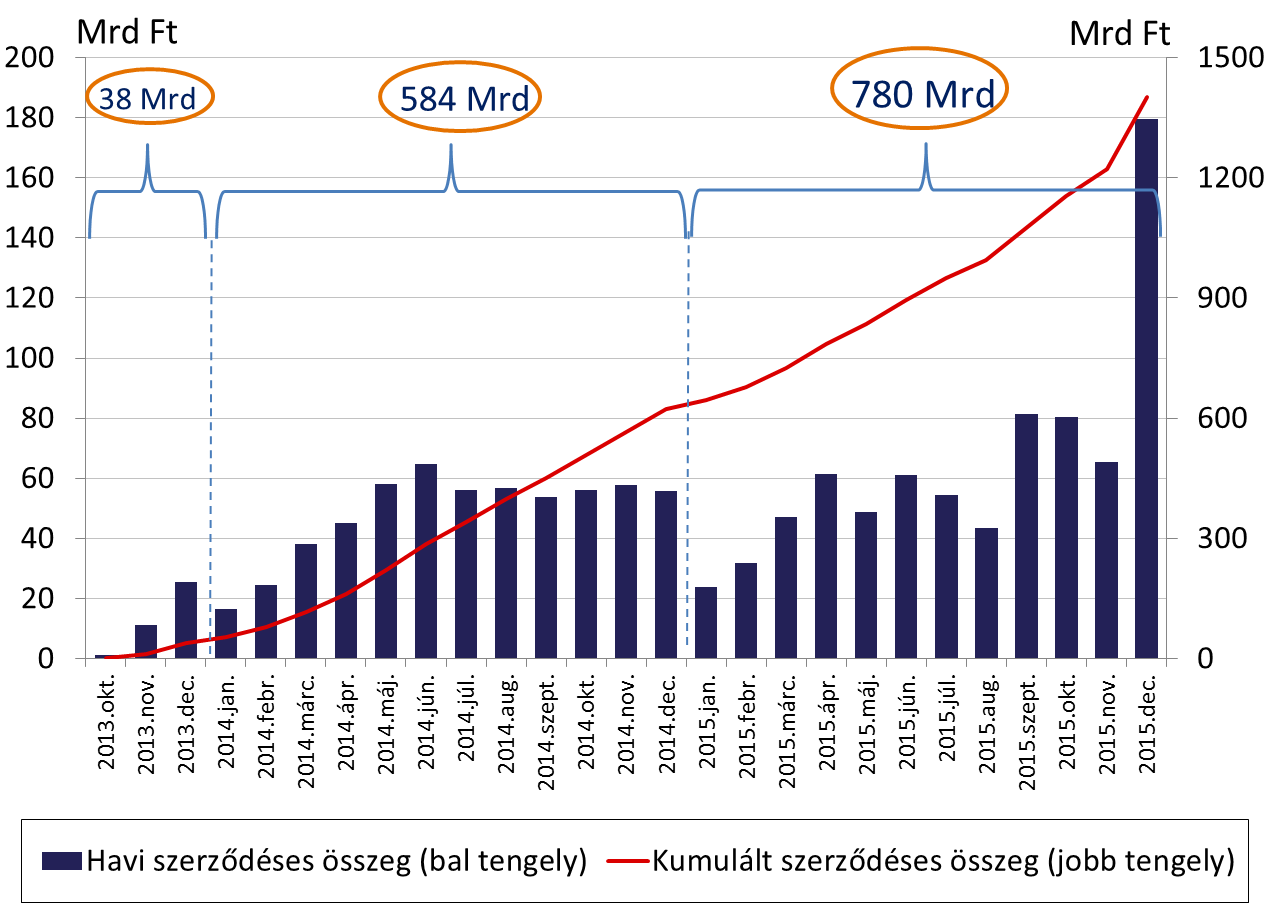 Mrd Ft
Mrd Ft
200
180
160
140
120
100
80
60
40
20
0
1500
1200
900
600
300
0
38 Mrd
584 Mrd
780 Mrd
2013.okt.
2013.nov.
2013.dec.
2014.jan.
2014.febr.
2014.márc.
2014.ápr.
2014.máj.
2014.jún.
2014.júl.
2014.aug.
2014.szept.
2014.okt.
2014.nov.
2014.dec.
2015.jan.
2015.febr.
2015.márc.
2015.ápr.
2015.máj.
2015.jún.
2015.júl.
2015.aug.
2015.szept.
2015.okt.
2015.nov.
2015.dec.
Havi szerződéses összeg (bal tengely)
Kumulált szerződéses összeg (jobb tengely)